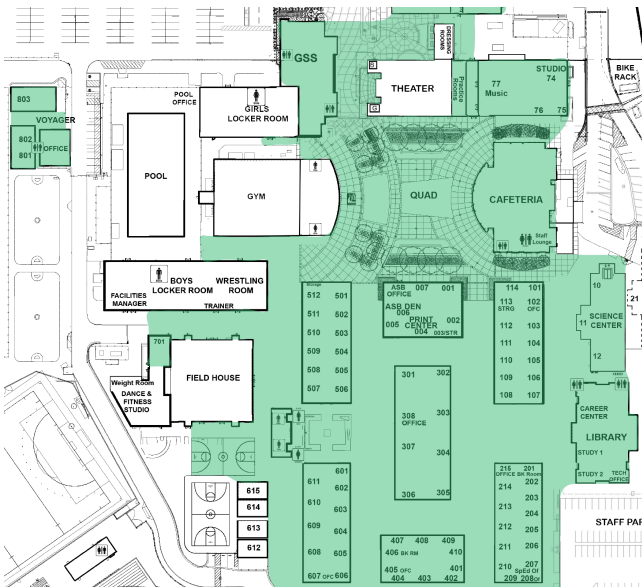 DRESSING
ROOMS
GSS
S
THEATER
Practice
Rooms
G
STUDIO
74
77
Music
76 75
BIKE
RACK
803
VOYAGER
802
801
OFFICE
POOL
OFFICE
GIRLS
LOCKER ROOM
POOL
GYM
QUAD
CAFETERIA
Staff
Lounge
BOYS
LOCKER ROOM
WRESTLING
ROOM
FACILITIES
MANAGER
TRAINER
Storage
512 501
511 502
510 503
509 504
508 505
507 506
ASB
OFFICE
007 001
ASB DEN
006
PRINT
CENTER
005
002
004 003/STR
114 101
113
STRG
102
OFC
112 103
111 104
110 105
109 106
108 107
10
21
11
SCIENCE
CENTER
12
701
Weight Room
DANCE &
FITNESS
STUDIO
FIELD HOUSE
301 302
308
OFFICE
303
307 304
306 305
CAREER
CENTER
LIBRARY
STUDY 1
STUDY 2
TECH
OFFICE
601
611
602
610
603
609 604
608 605
607 OFC 606
615
614
613
612
407 408 409
406 BK RM 410
405 OFC 401
404 403 402
215
OFFICE
201
BK Room
202
214
203
213
204
212
205
211 206
210 207
SpEd Of
209 208
STAFF PAR